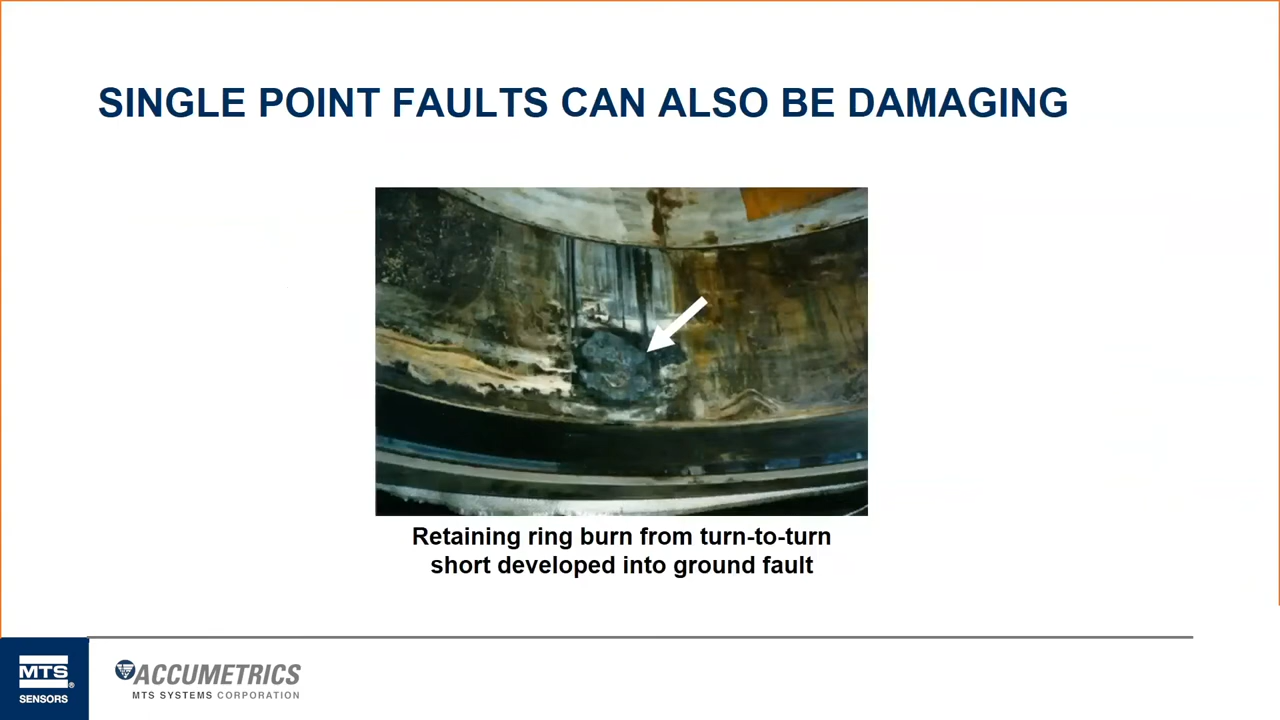 SINGLE POINT FAULTS CAN ALSO BE DAMAGING
Retaining ring burn from turn-to-turn
short developed into ground fault
MTS
®
SENSORS
ACCUMETRICS
MTS SYSTEMS CORPORATION